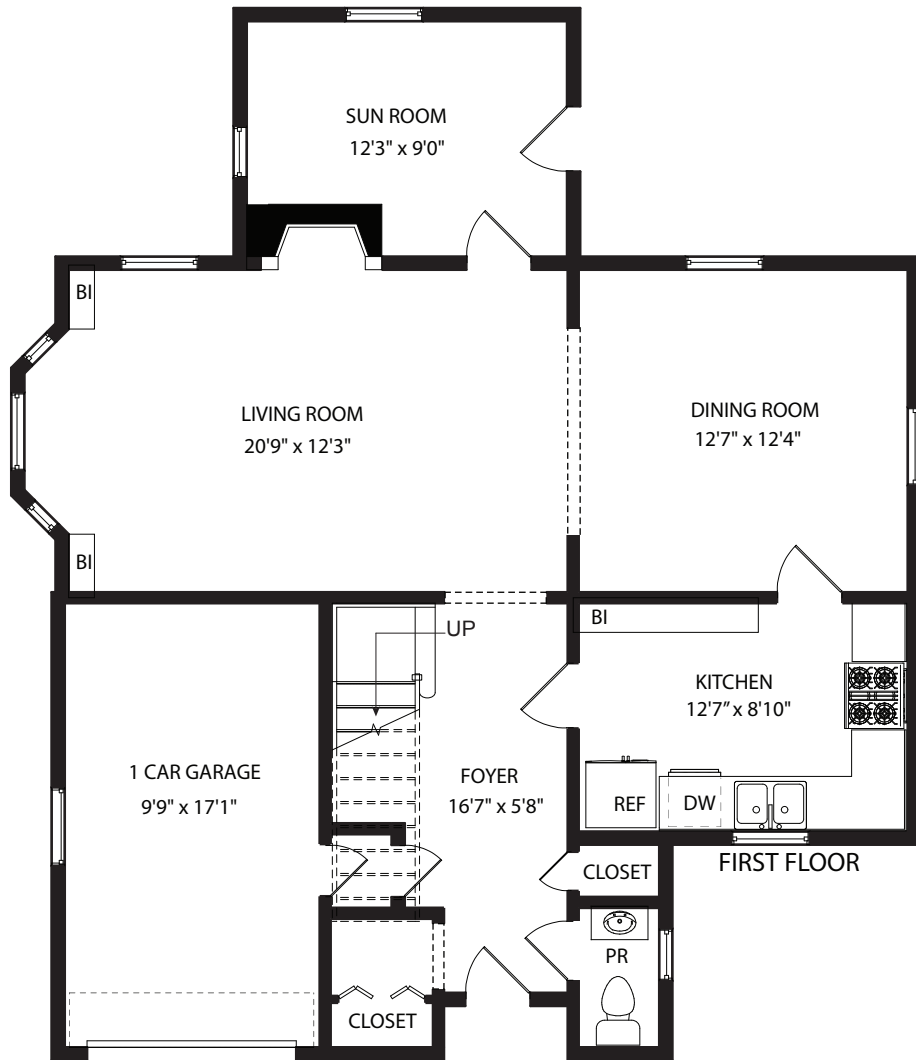 SUN ROOM
12'3" x 9'0"
BI
LIVING ROOM
20'9" x 12'3"
DINING ROOM
12'7" x 12'4"
BI
UP
BI
KITCHEN
12'7” x 8'10"
1 CAR GARAGE
9'9" x 17'1"
FOYER
16'7" x 5'8"
REF
DW
FIRST FLOOR
CLOSET
PR
CLOSET